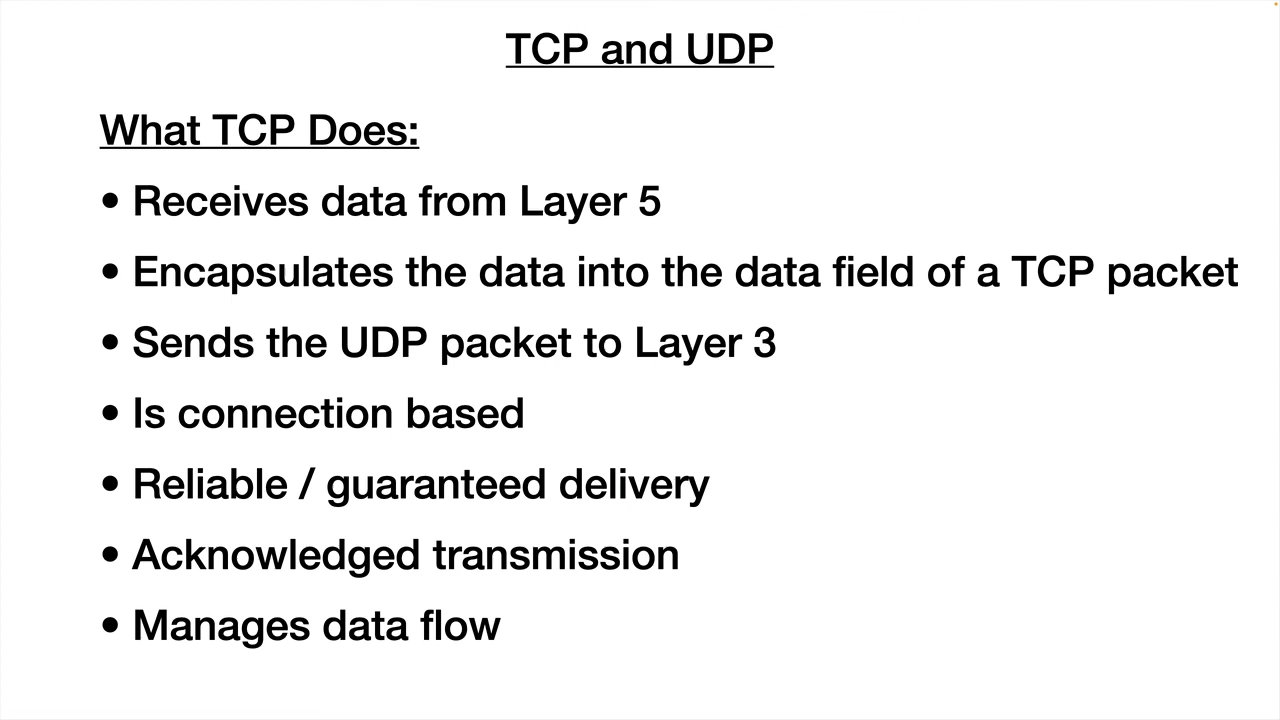 TCP and UDP
What TCP Does:
• Receives data from Layer 5
• Encapsulates the data into the data field of a TCP packet
• Sends the UDP packet to Layer 3
• Is connection based
• Reliable / guaranteed delivery
• Acknowledged transmission
• Manages data flow